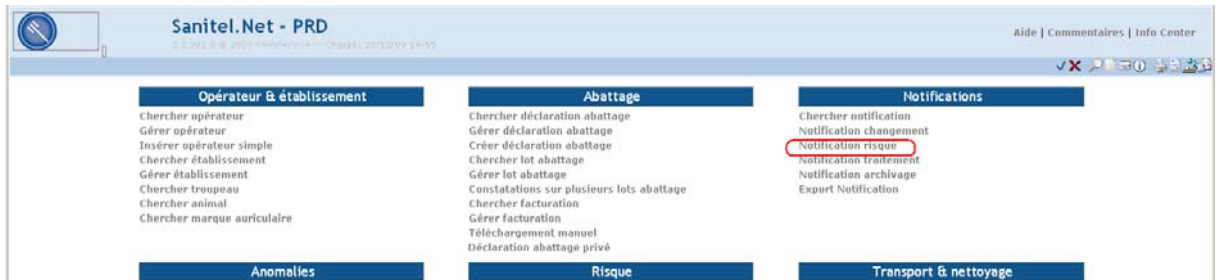 Sanitel.Net - PRD
Aide | Commentaires | Info Center
Opérateur & établissement
Chercher opérateur
Gérer opérateur
Insérer opérateur simple
Chercher établissement
Gérer établissement
Chercher troupeau
Chercher animal
Chercher marque auriculaire
Abattage
Chercher déclaration abattage
Gérer déclaration abattage
Créer déclaration abattage
Chercher lot abattage
Gérer lot abattage
Constatations sur plusieurs lots abattage
Chercher facturation
Gérer facturation
Téléchargement manuel
Déclaration abattage privé
Notifications
Chercher notification
Notification changement
Notification risque
Notification traitement
Notification archivage
Export Notification
Anomalies
Risque
Transport & nettoyage